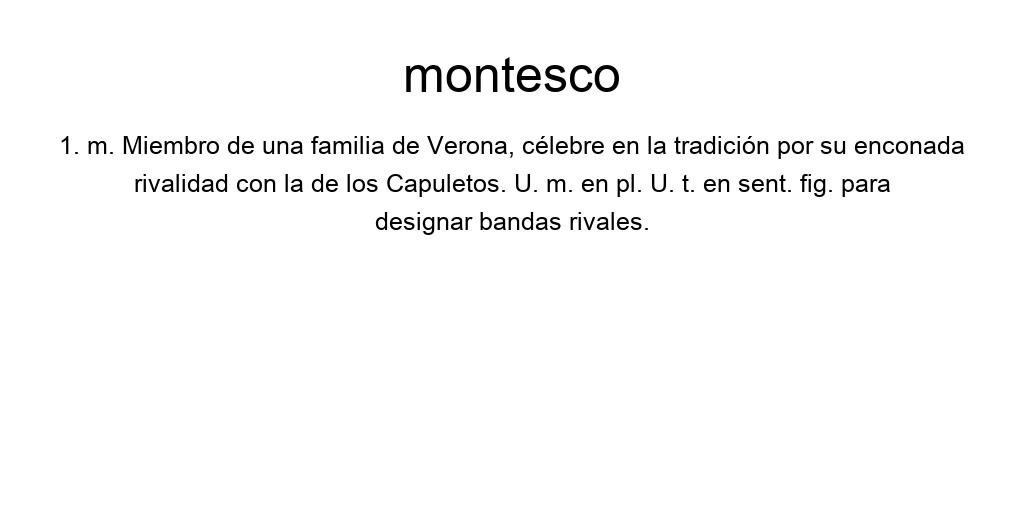 montesco
1. m. Miembro de una familia de Verona, célebre en la tradición por su enconada
rivalidad con la de los Capuletos. U. m. en pl. U. t. en sent. fig. para
designar bandas rivales.